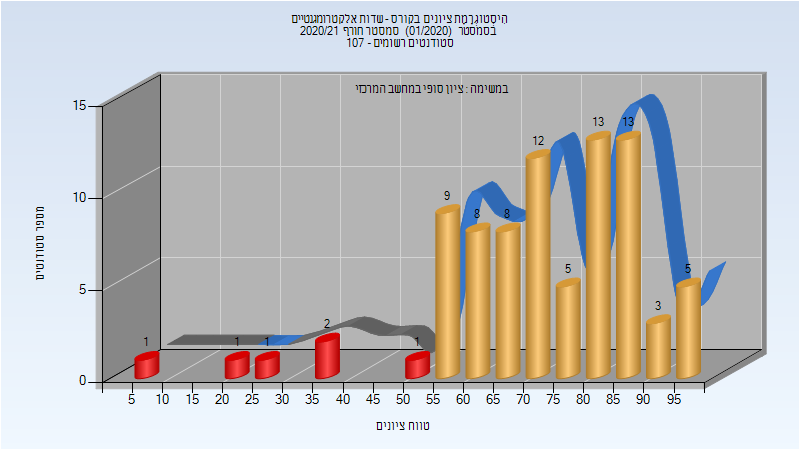 היסטוגרמת ציונים בקורס - שדות אלקטרומגנטיים
בסמסטר (01/2020) סמסטר חורף 2020/21
סטודנטים רשומים - 107
במשימה : ציון סופי במחשב המרכזי
מספר סטודנטים
15
10
5
0
1
1
1
2
1
9
8
8
12
5
13
13
3
5
5 10 15 20 25 30 35 40 45 50 55 60 65 70 75 80 85 90 95
טווח ציונים